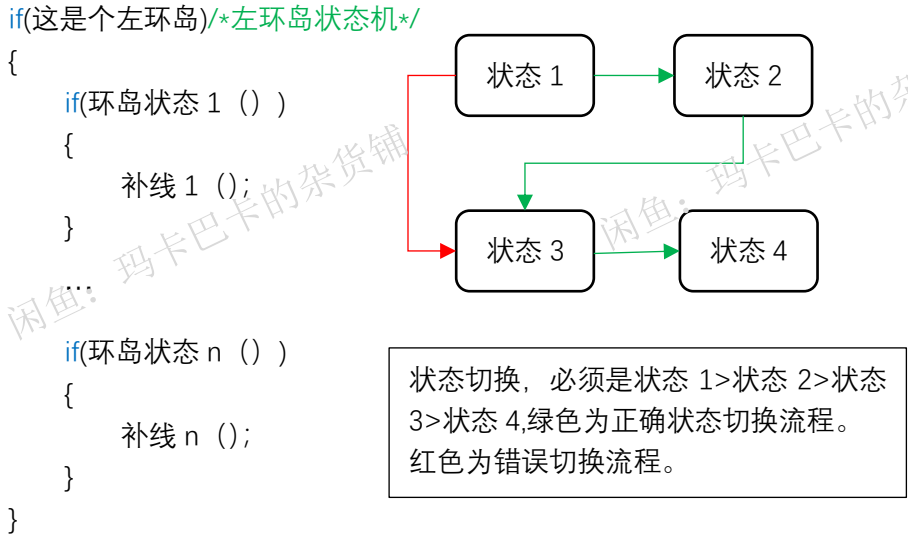 if(这是个左环岛)/*左环岛状态机*/
{
if(环岛状态 1（）)
{
补线 1（）;
}
…
if(环岛状态 n（）)
{
补线 n（）;
}
}
状态 1
状态 2
状态 3
状态 4
状态切换，必须是状态 1>状态 2>状态
3>状态 4,绿色为正确状态切换流程。
红色为错误切换流程。
闲鱼：玛卡巴卡的杂货铺
闲鱼：玛卡巴卡的杂